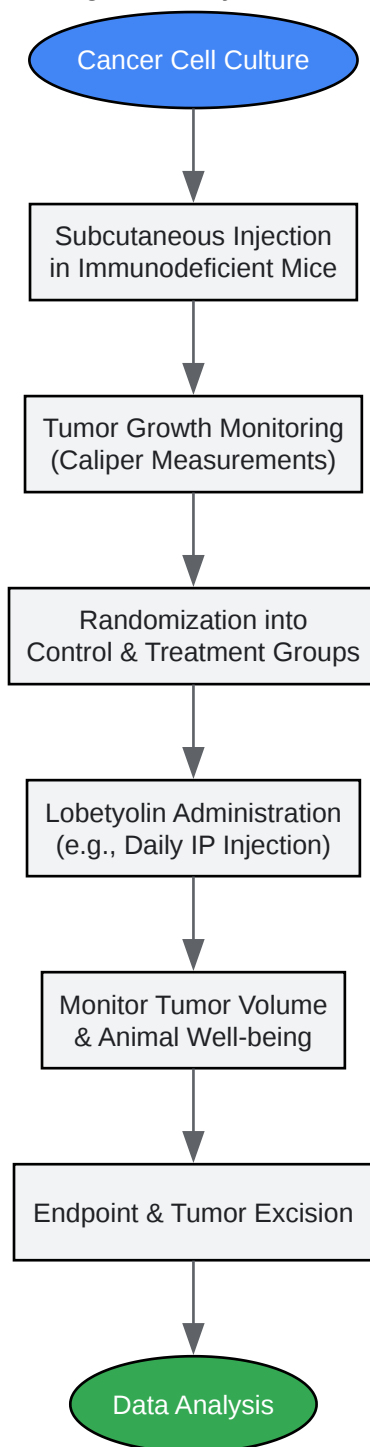 Cancer Cell Culture
Subcutaneous Injection
in Immunodeficient Mice
Tumor Growth Monitoring
(Caliper Measurements)
Randomization into
Control & Treatment Groups
Lobetyolin Administration
(e.g., Daily IP Injection)
Monitor Tumor Volume
& Animal Well-being
Endpoint & Tumor Excision
Data Analysis